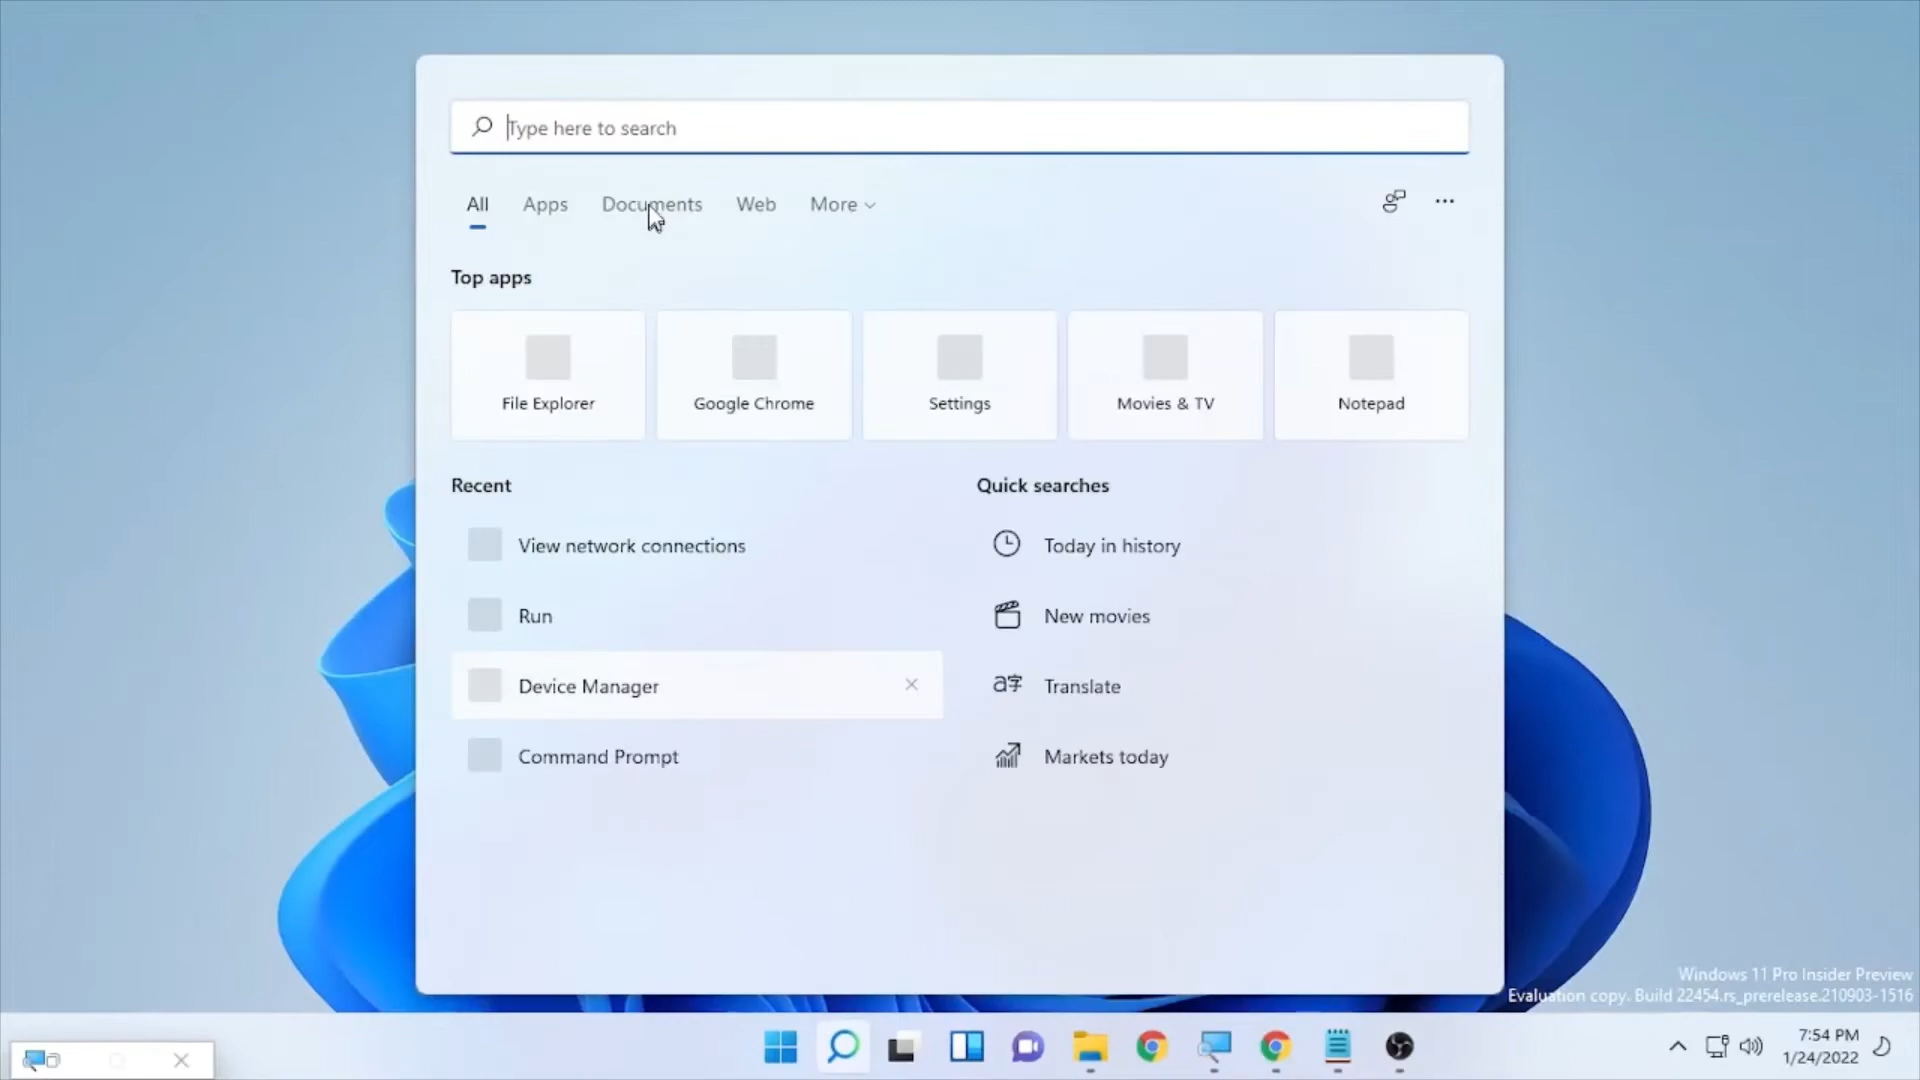 Type here to search
All Apps Documents Web More
Top apps
File Explorer Google Chrome Settings Movies & TV Notepad
Recent Quick searches
View network connections Today in history
Run New movies
Device Manager Translate
Command Prompt Markets today
Windows 11 Pro Insider Preview
Evaluation copy. Build 22454.rs_prerelease.210903-1516
7:54 PM
1/24/2022